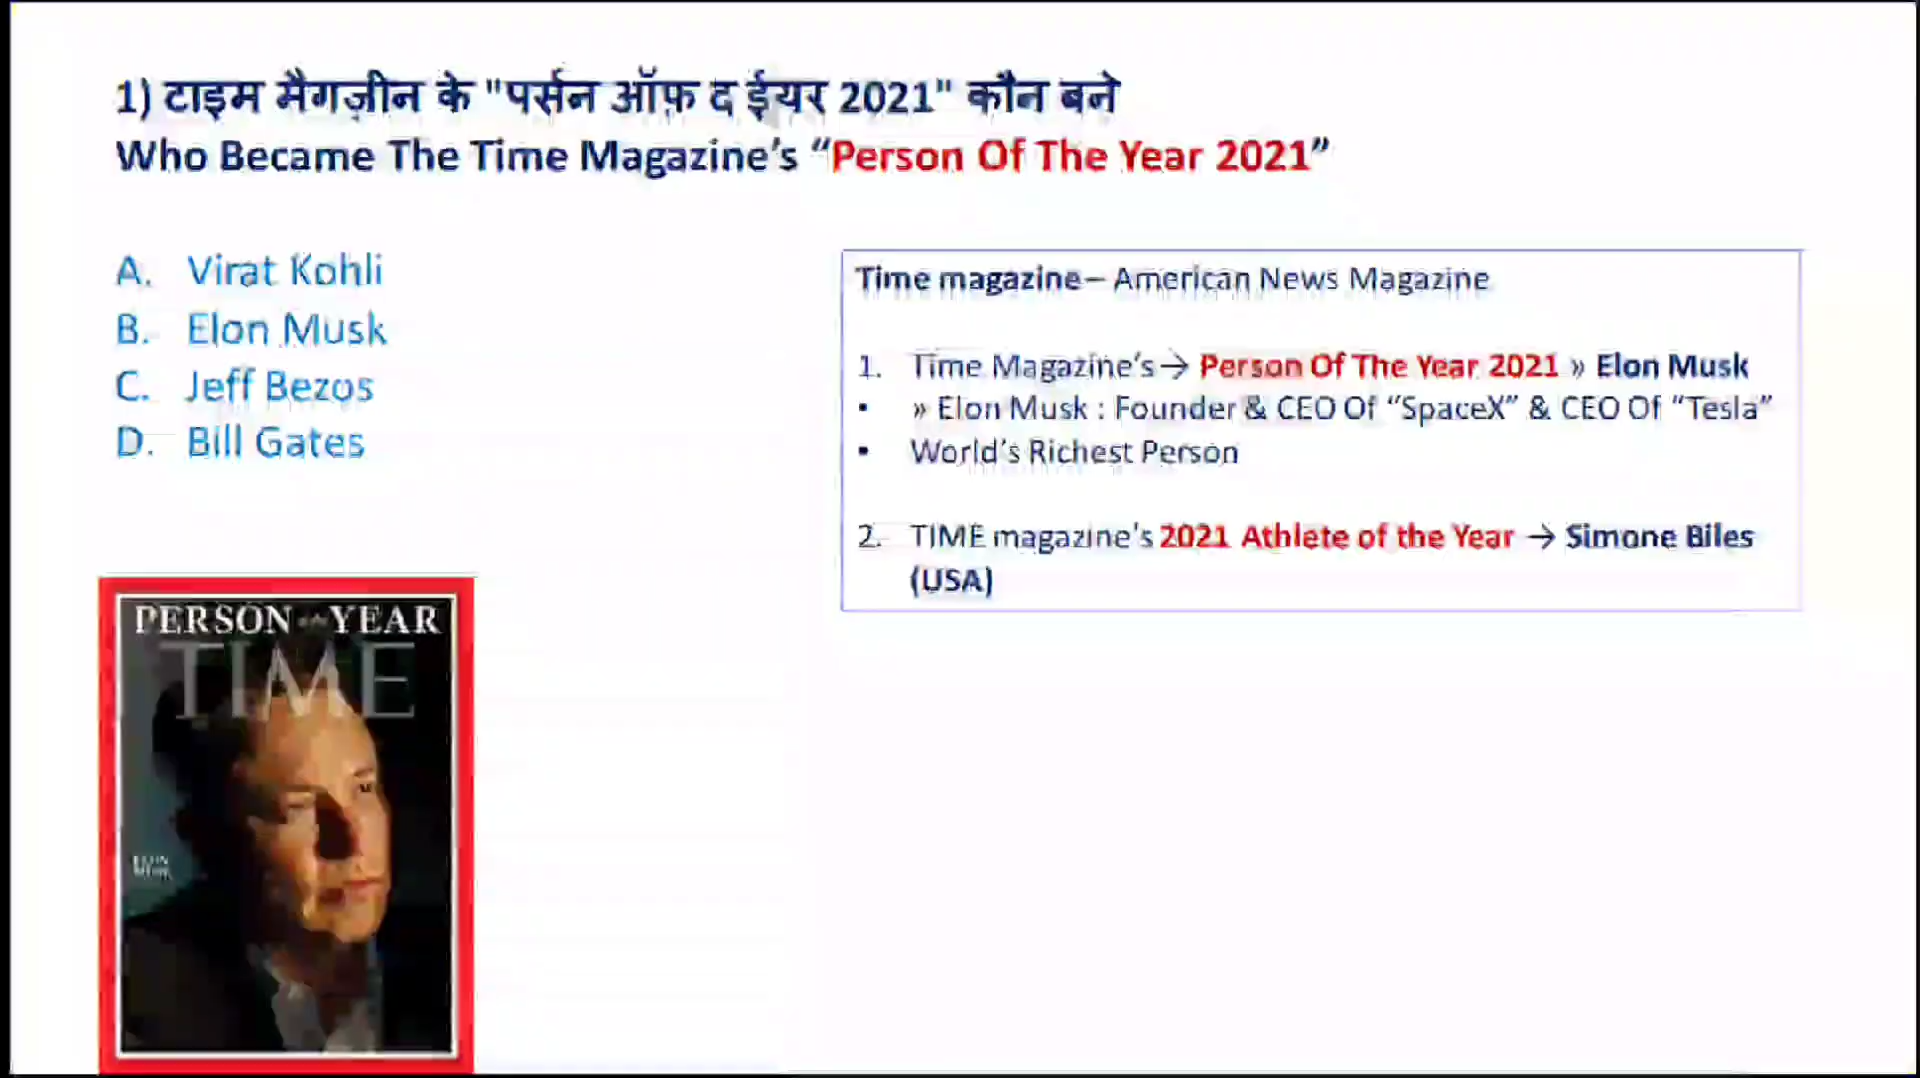 1) टाइम मैगज़ीन के "पर्सन ऑफ़ द ईयर 2021" कौन बने
Who Became The Time Magazine's “Person Of The Year 2021”
A. Virat Kohli
B. Elon Musk
C. Jeff Bezos
D. Bill Gates
Time magazine– American News Magazine
1. Time Magazine's→ Person Of The Year 2021 » Elon Musk
• » Elon Musk : Founder & CEO Of “SpaceX” & CEO Of “Tesla”
• World's Richest Person
2. TIME magazine's 2021 Athlete of the Year → Simone Biles
(USA)
PERSON YEAR
TIME
ELON
MUSK